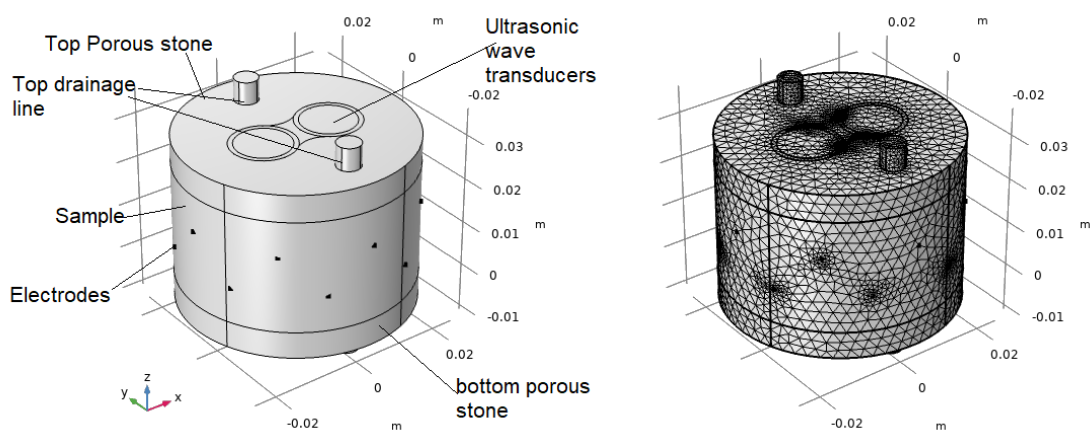 Top Porous stone
Top drainage
line
Sample
Electrodes
Ultrasonic
wave
transducers
bottom porous
stone
m
0.02
0
-0.02
0.03
0.02
0.01
m
0
-0.01
0.02
0
-0.02
m
z
y
x
m
0.02
0
-0.02
0.03
0.02
0.01
m
0
-0.01
0.02
0
-0.02
m